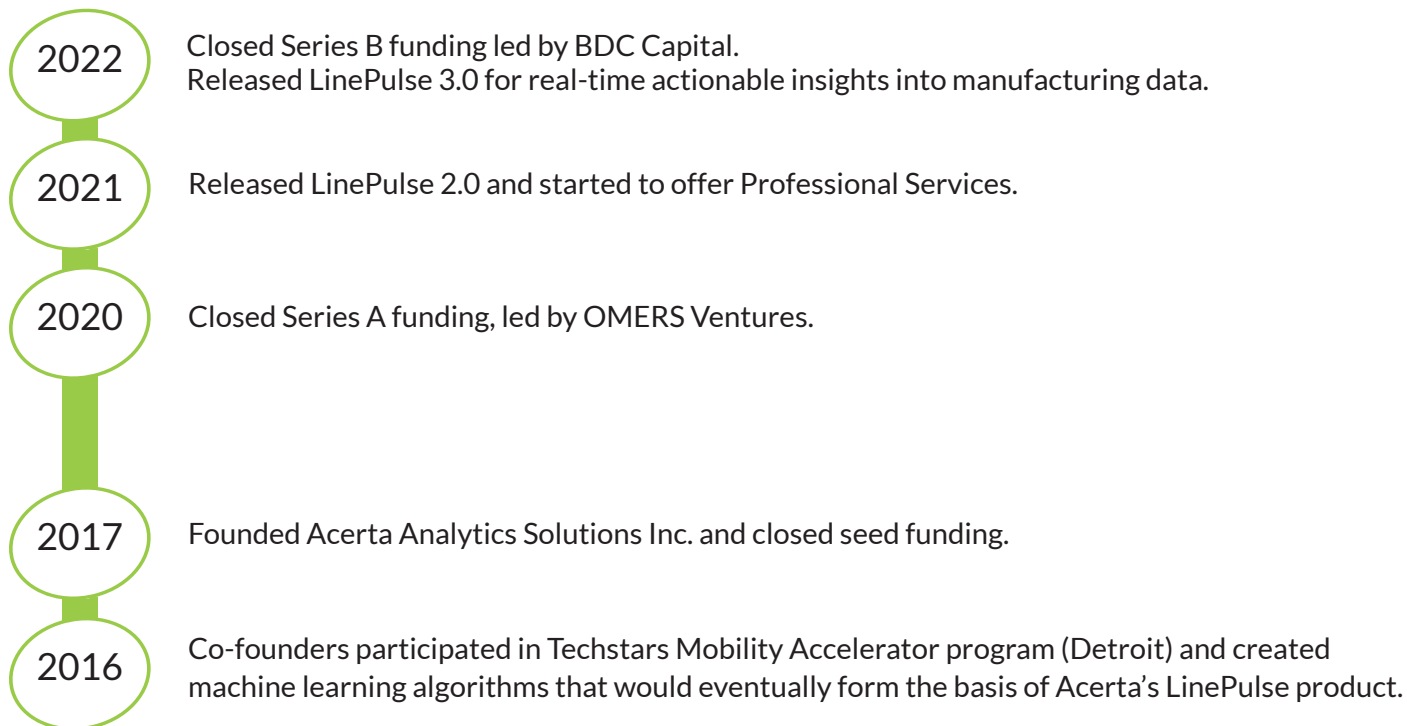 2022
Closed Series B funding led by BDC Capital.
Released LinePulse 3.0 for real-time actionable insights into manufacturing data.
2021
Released LinePulse 2.0 and started to offer Professional Services.
2020
Closed Series A funding, led by OMERS Ventures.
2017
Founded Acerta Analytics Solutions Inc. and closed seed funding.
2016
Co-founders participated in Techstars Mobility Accelerator program (Detroit) and created
machine learning algorithms that would eventually form the basis of Acerta’s LinePulse product.